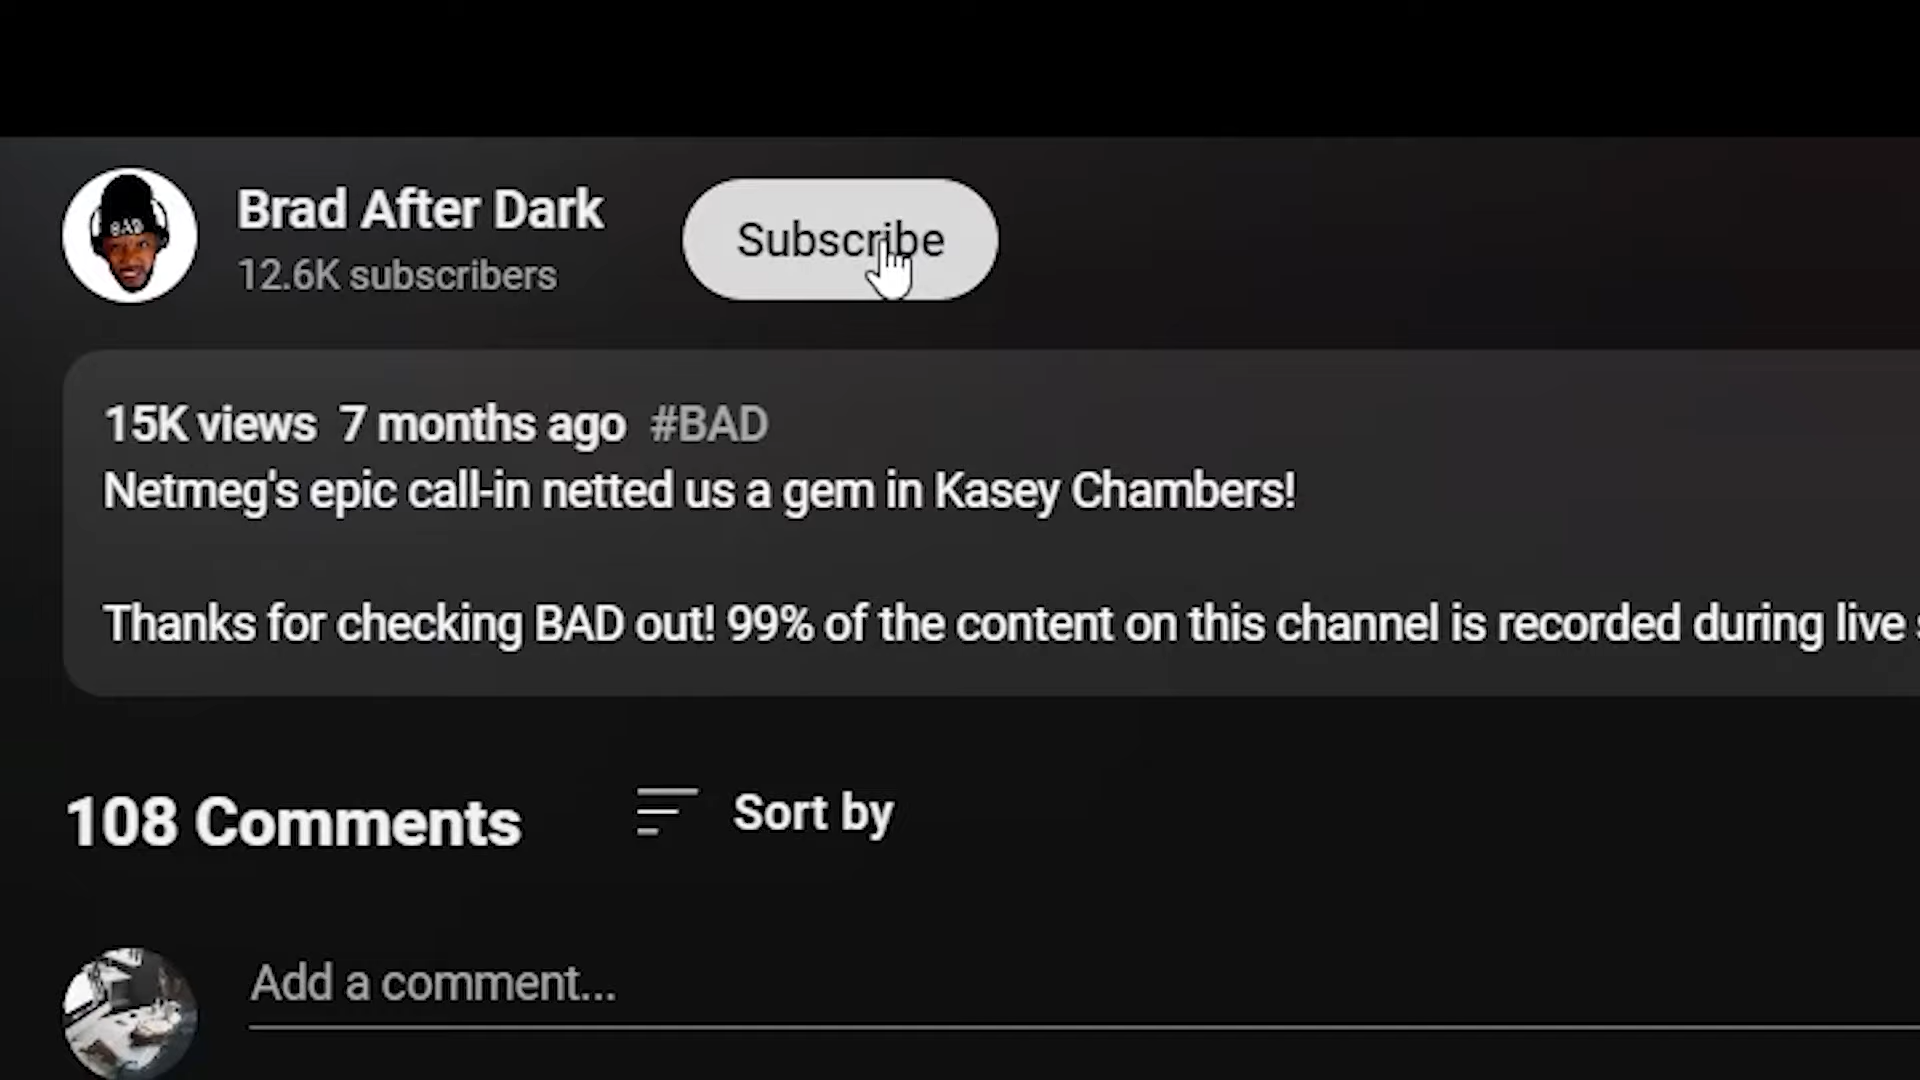 BAD
Brad After Dark
12.6K subscribers
Subscribe
15K views 7 months ago #BAD
Netmeg's epic call-in netted us a gem in Kasey Chambers!
Thanks for checking BAD out! 99% of the content on this channel is recorded during live
108 Comments
Sort by
Add a comment...